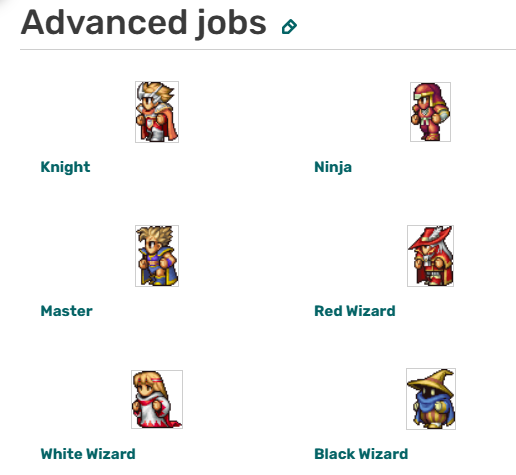 Advanced jobs
Knight
Ninja
Master
Red Wizard
White Wizard
Black Wizard